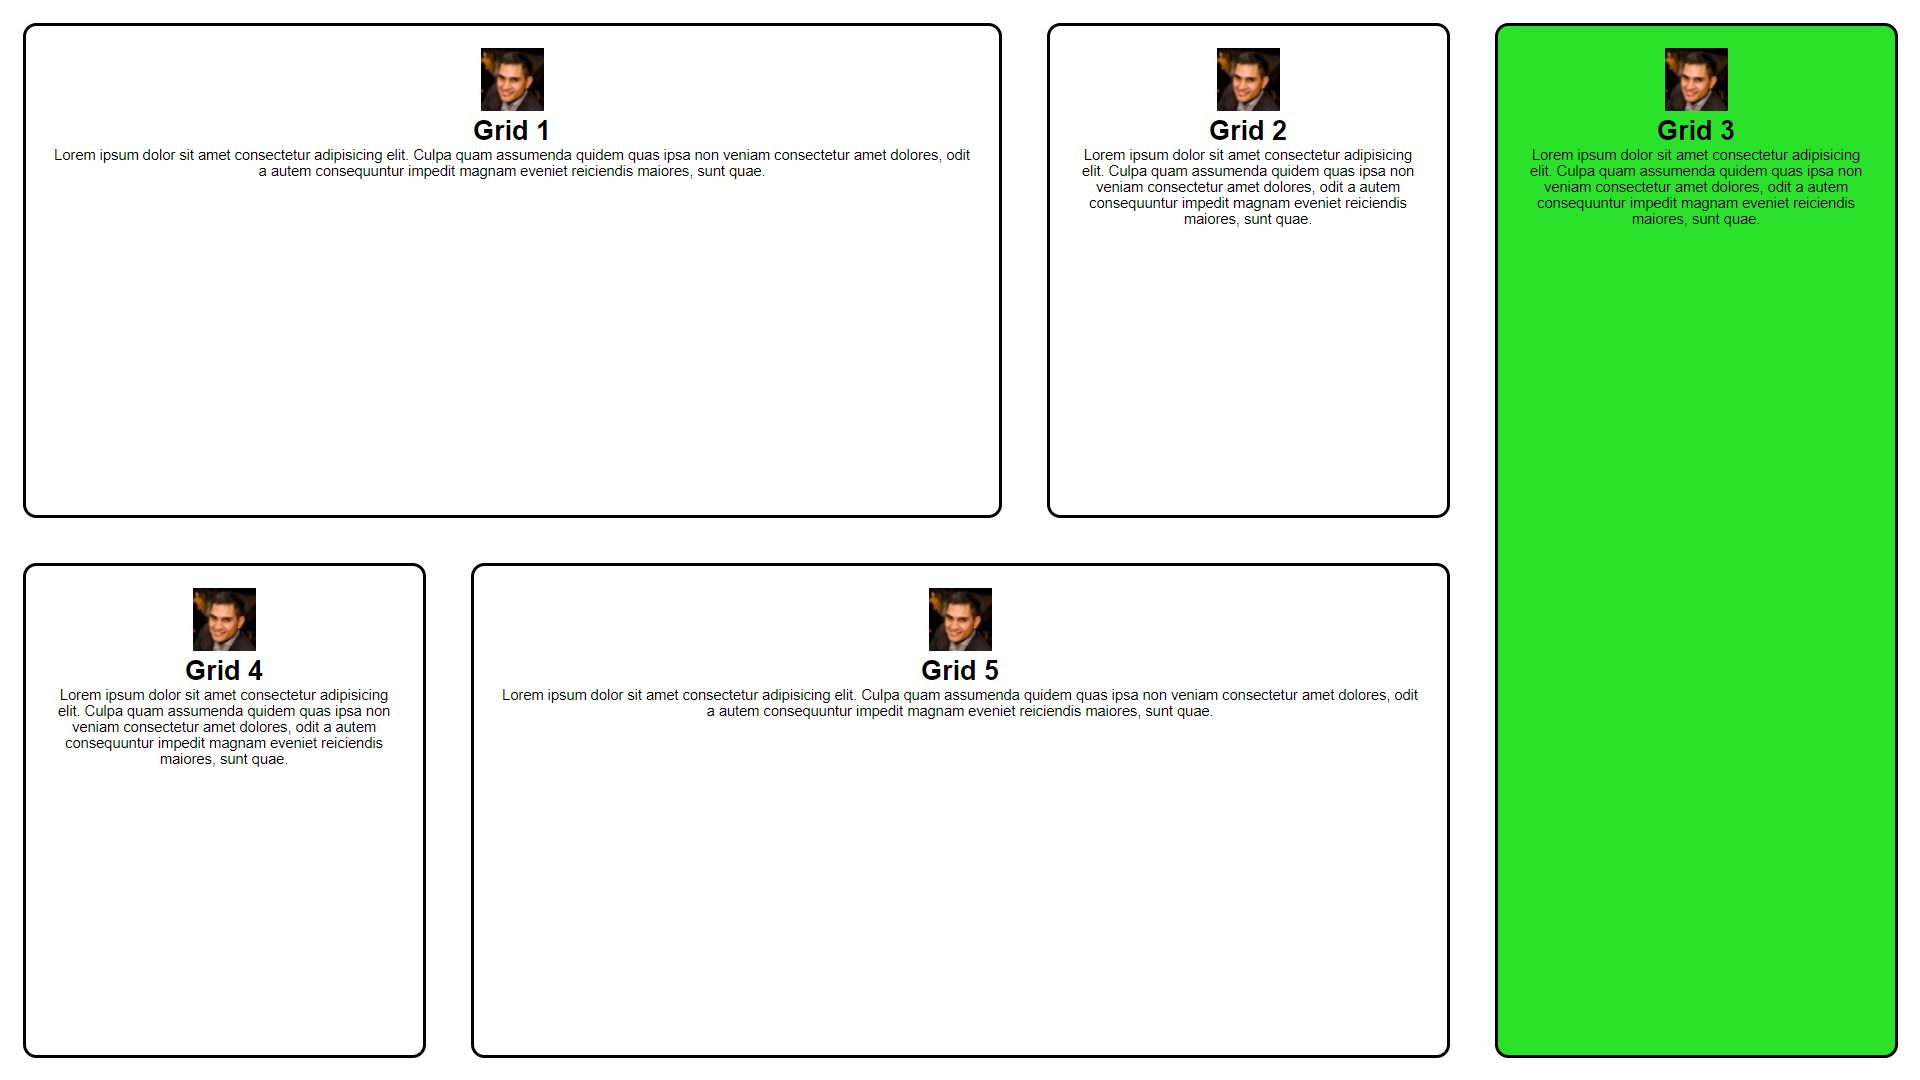 Grid 1
Lorem ipsum dolor sit amet consectetur adipisicing elit. Culpa quam assumenda quidem quas ipsa non veniam consectetur amet dolores, odit
a autem consequuntur impedit magnam eveniet reiciendis maiores, sunt quae.
Grid 2
Lorem ipsum dolor sit amet consectetur adipisicing
elit. Culpa quam assumenda quidem quas ipsa non
veniam consectetur amet dolores, odit a autem
consequuntur impedit magnam eveniet reiciendis
maiores, sunt quae.
Grid 3
Lorem ipsum dolor sit amet consectetur adipisicing
elit. Culpa quam assumenda quidem quas ipsa non
veniam consectetur amet dolores, odit a autem
consequuntur impedit magnam eveniet reiciendis
maiores, sunt quae.
Grid 4
Lorem ipsum dolor sit amet consectetur adipisicing
elit. Culpa quam assumenda quidem quas ipsa non
veniam consectetur amet dolores, odit a autem
consequuntur impedit magnam eveniet reiciendis
maiores, sunt quae.
Grid 5
Lorem ipsum dolor sit amet consectetur adipisicing elit. Culpa quam assumenda quidem quas ipsa non veniam consectetur amet dolores, odit
a autem consequuntur impedit magnam eveniet reiciendis maiores, sunt quae.